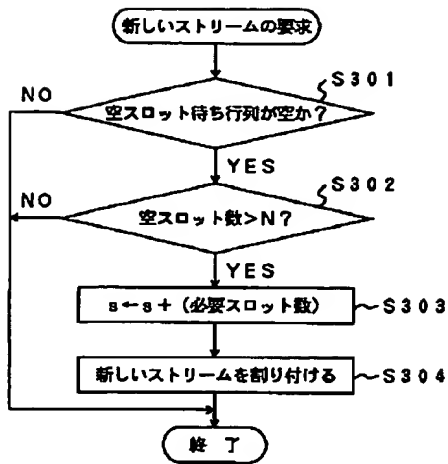 新しいストリームの要求
S301
NO
空スロット待ち行列が空か?
YES
S302
NO
空スロット数>N?
YES
s←s+(必要スロット数)
S303
新しいストリームを割り付ける
S304
終 了